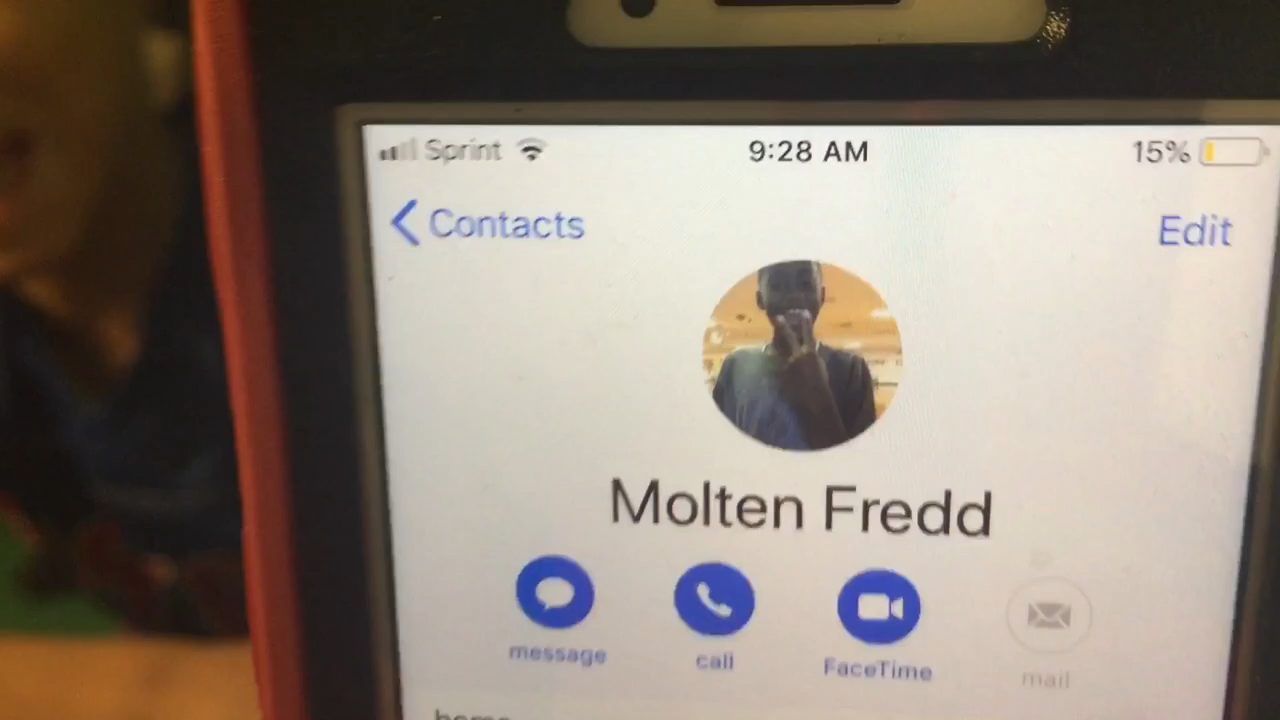 Sprint 9:28 AM 15%
Contacts Edit
Molten Fredd
message call FaceTime mail